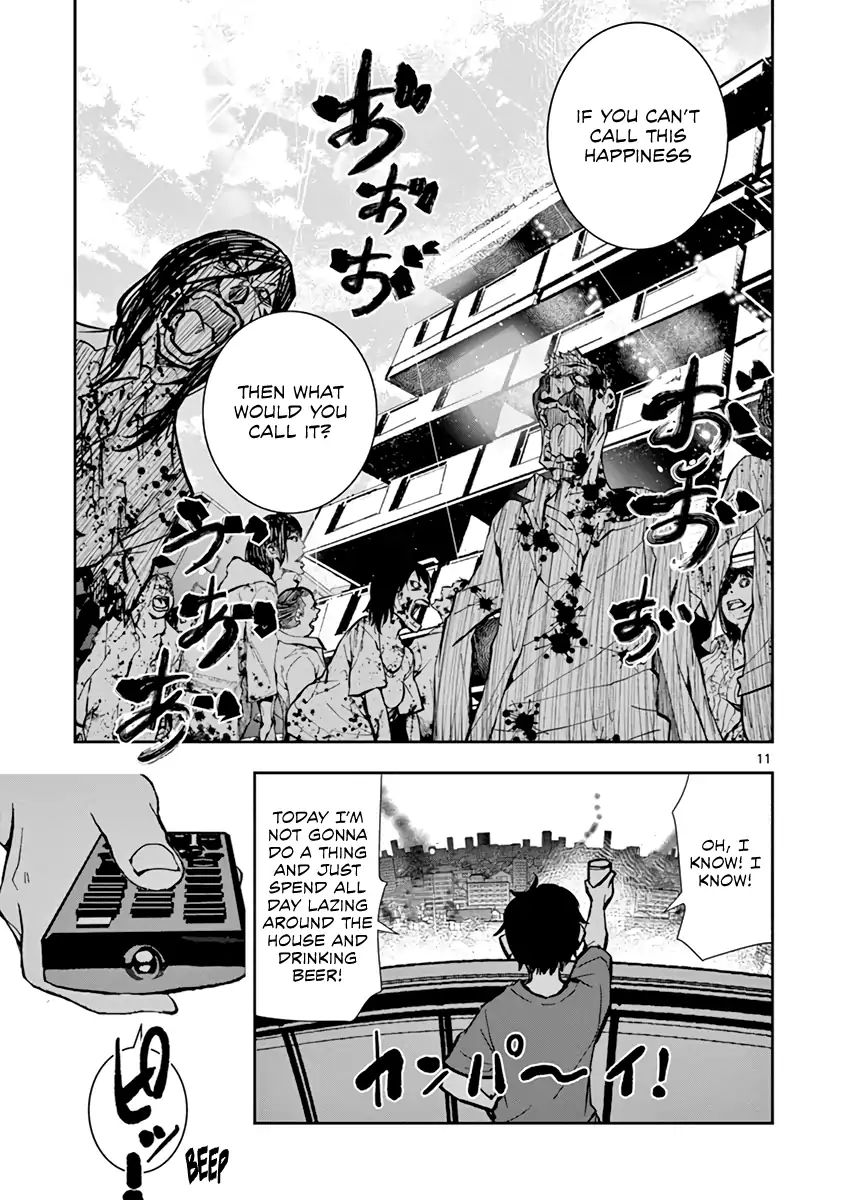 IF YOU CAN'T
CALL THIS
HAPPINESS
あ゛
あ゛
あ゛
THEN WHAT
WOULD YOU
CALL IT?
お゛
お゛
あ゛
う゛
あ゛
あ゛
11
OH, I
KNOW! I
KNOW!
TODAY I'M
NOT GONNA
DO A THING
AND JUST
SPEND ALL
DAY LAZING
AROUND THE
HOUSE AND
DRINKING
BEER!
カンパ〜イ!
ピッ
BEEP